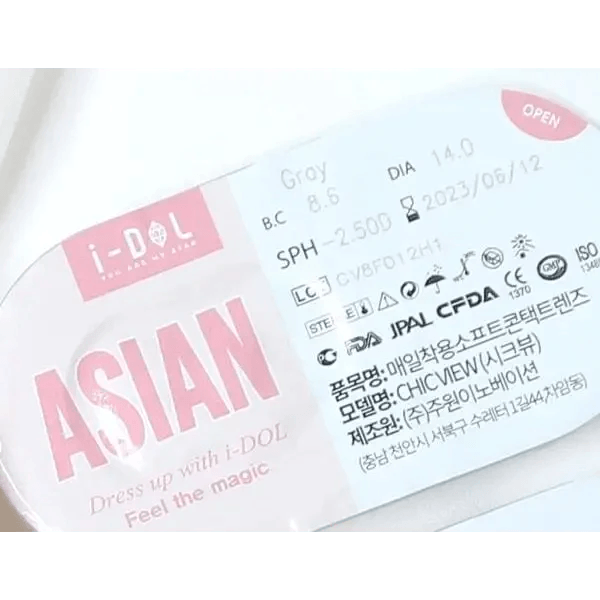 OPEN
i-DOL
YOU ARE MY STAR
ASIAN
Dress up with i-DOL
Feel the magic
Gray
B.C 8.6 DIA 14.0
SPH -2.50D 2023/06/12
JPAL CFDA CE 1370 GMP ISO
FDA
품목명: 매일착용소프트콘택트렌즈
모델명: CHICVIEW (시크뷰)
제조원: (주)주원이노베이션
(충남 천안시 서북구 수레터1길44,차암동)